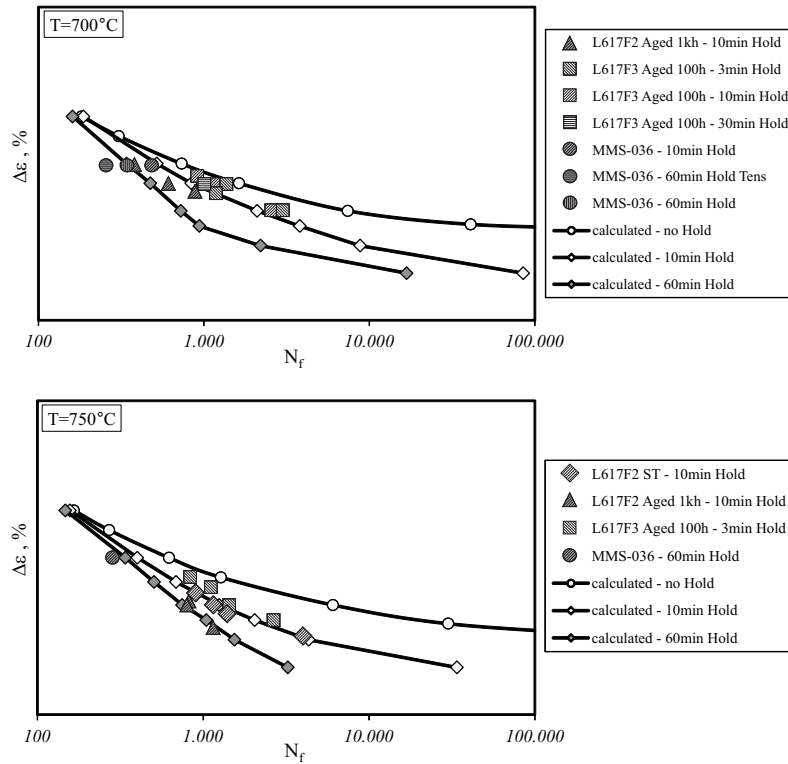 T=700°C
Δε , %
100 1.000 10.000 100.000
N_f
L617F2 Aged 1kh - 10min Hold
L617F3 Aged 100h - 3min Hold
L617F3 Aged 100h - 10min Hold
L617F3 Aged 100h - 30min Hold
MMS-036 - 10min Hold
MMS-036 - 60min Hold Tens
MMS-036 - 60min Hold
calculated - no Hold
calculated - 10min Hold
calculated - 60min Hold
T=750°C
Δε , %
100 1.000 10.000 100.000
N_f
L617F2 ST - 10min Hold
L617F2 Aged 1kh - 10min Hold
L617F3 Aged 100h - 3min Hold
MMS-036 - 60min Hold
calculated - no Hold
calculated - 10min Hold
calculated - 60min Hold